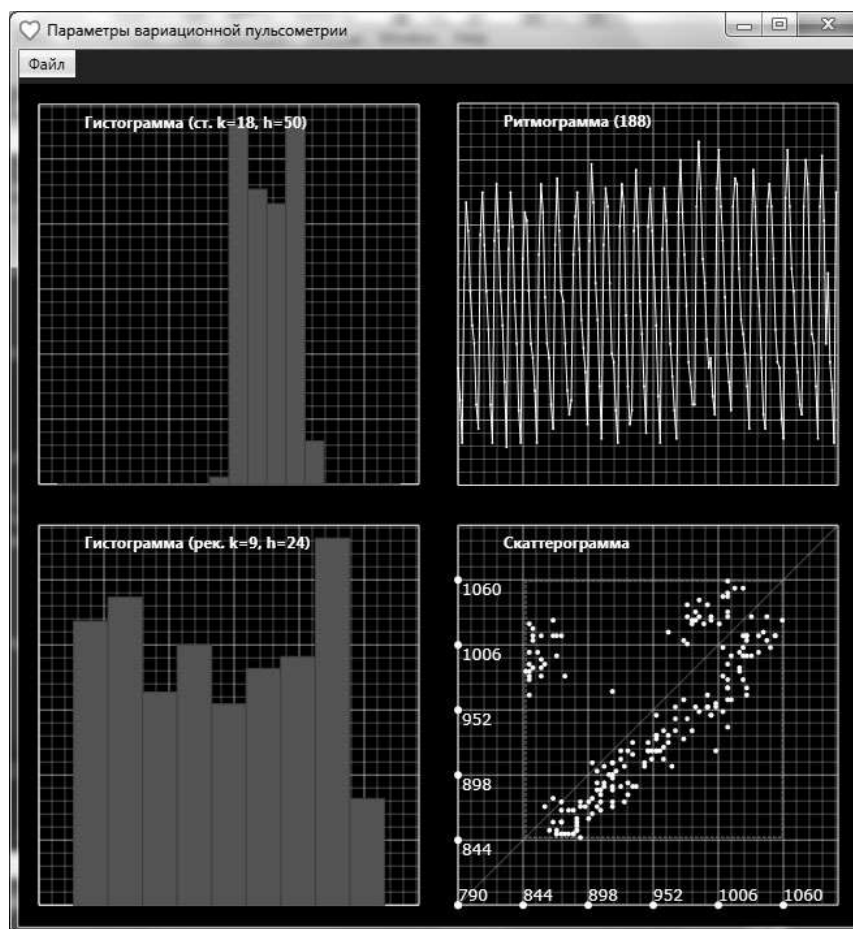 Параметры вариационной пульсометрии
Файл
Гистограмма (ст. k=18, h=50)
Ритмограмма (188)
Гистограмма (рек. k=9, h=24)
Скаттерограмма
1060
1006
952
898
844
790 844 898 952 1006 1060